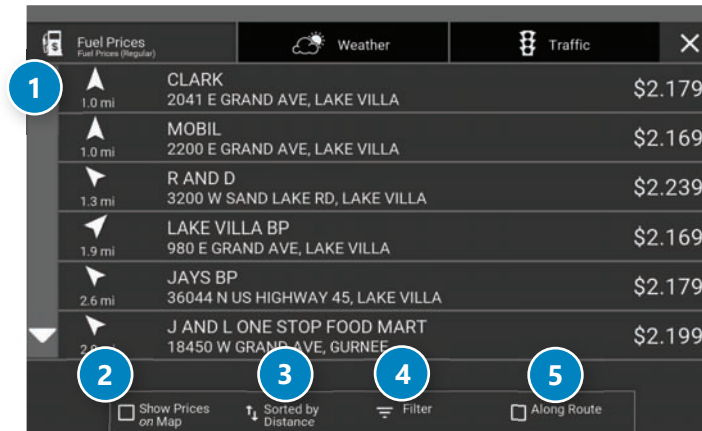 Fuel Prices
Fuel Prices (Regular)
Weather
Traffic
1
1.0 mi
CLARK
2041 E GRAND AVE, LAKE VILLA
$2.179
1.0 mi
MOBIL
2200 E GRAND AVE, LAKE VILLA
$2.169
1.3 mi
R AND D
3200 W SAND LAKE RD, LAKE VILLA
$2.239
1.9 mi
LAKE VILLA BP
980 E GRAND AVE, LAKE VILLA
$2.169
2.6 mi
JAYS BP
36044 N US HIGHWAY 45, LAKE VILLA
$2.179
J AND L ONE STOP FOOD MART
18450 W GRAND AVE, GURNEE
$2.199
2
3
4
5
Show Prices
on Map
Sorted by
Distance
Filter
Along Route